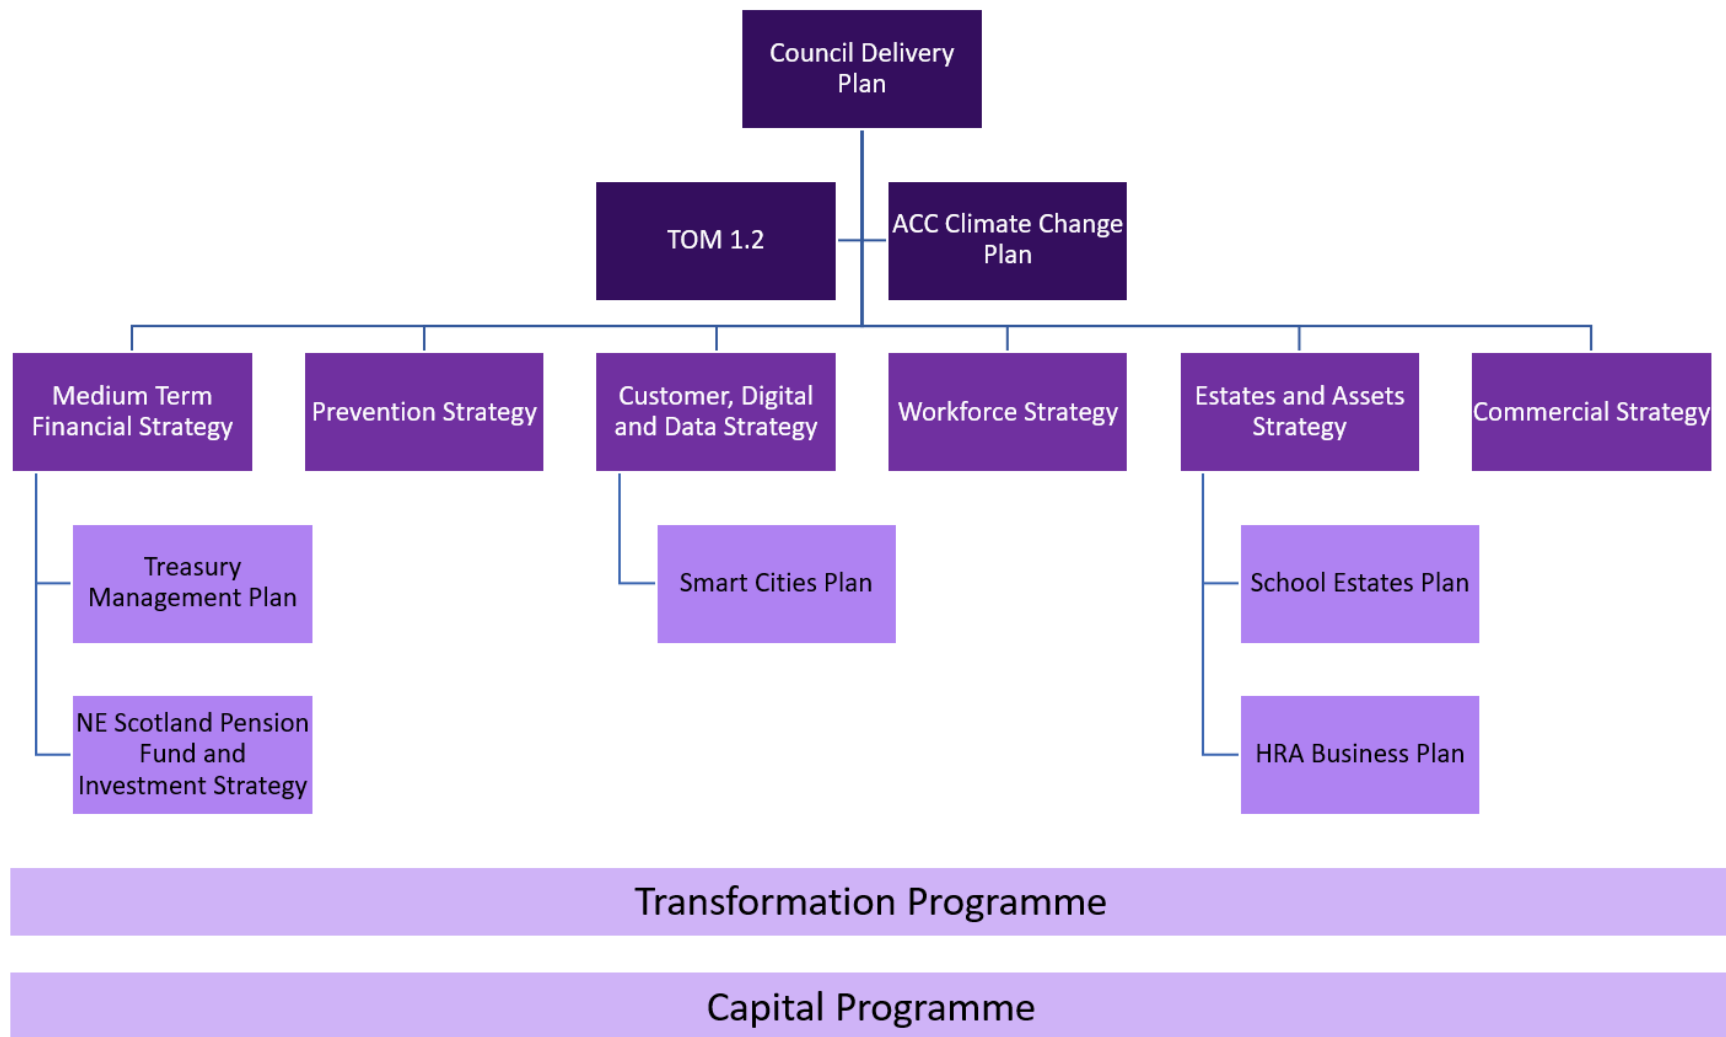 Council Delivery
Plan
TOM 1.2
ACC Climate Change
Plan
Medium Term
Financial Strategy
Prevention Strategy
Customer, Digital
and Data Strategy
Workforce Strategy
Estates and Assets
Strategy
Commercial Strategy
Treasury
Management Plan
Smart Cities Plan
School Estates Plan
NE Scotland Pension
Fund and
Investment Strategy
HRA Business Plan
Transformation Programme
Capital Programme